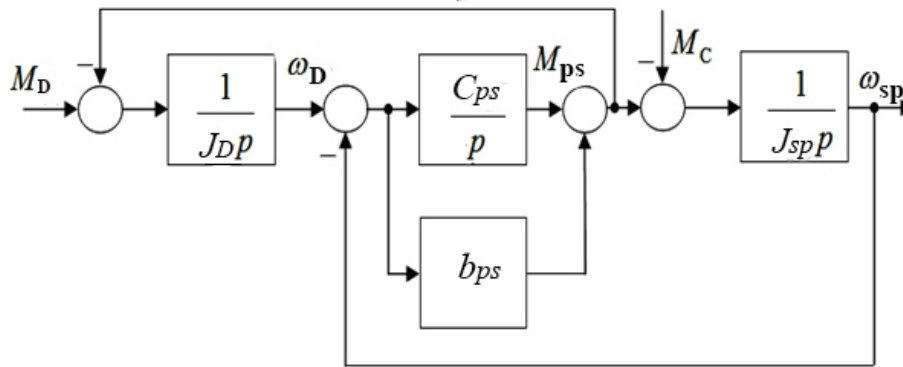 −
M_D
1
J_D p
ω_D
−
C_ps
p
b_ps
M_ps
−
M_C
1
J_sp p
ω_sp